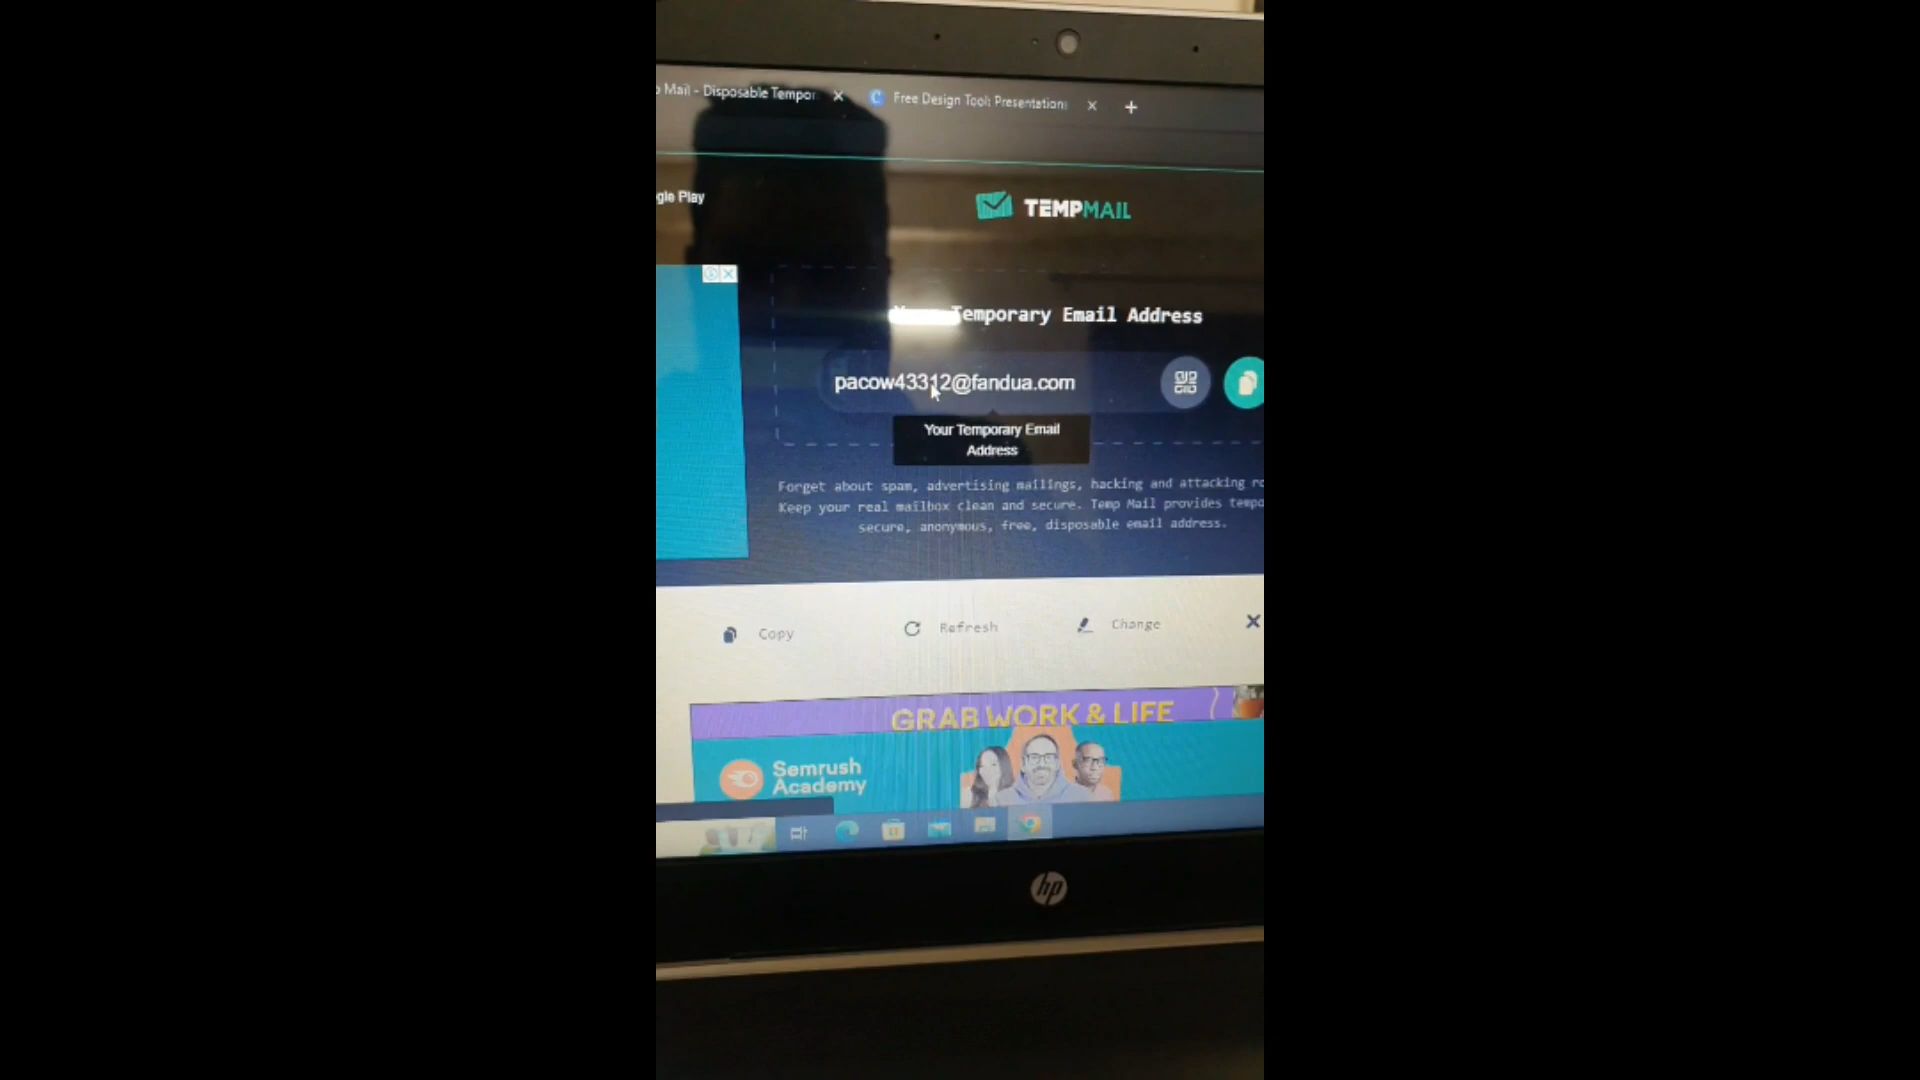 Mail - Disposable Tempor
Free Design Tool: Presentations
gle Play
TEMPMAIL
Temporary Email Address
pacow43312@fandua.com
Your Temporary Email
Address
Forget about spam, advertising mailings, hacking and attacking ro
Keep your real mailbox clean and secure. Temp Mail provides tempo
secure, anonymous, free, disposable email address.
Copy
Refresh
Change
GRAB WORK & LIFE
Semrush
Academy
hp